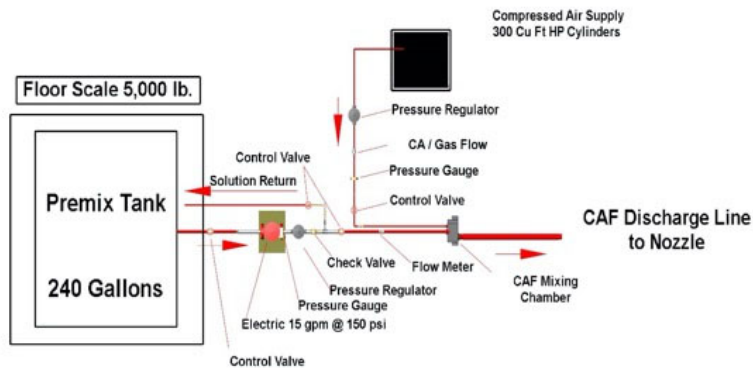 Compressed Air Supply
300 Cu Ft HP Cylinders
Floor Scale 5,000 lb.
Pressure Regulator
CA / Gas Flow
Control Valve
Pressure Gauge
Solution Return
Premix Tank
Control Valve
CAF Discharge Line
to Nozzle
Check Valve
Flow Meter
CAF Mixing
Chamber
240 Gallons
Pressure Regulator
Pressure Gauge
Electric 15 gpm @ 150 psi
Control Valve